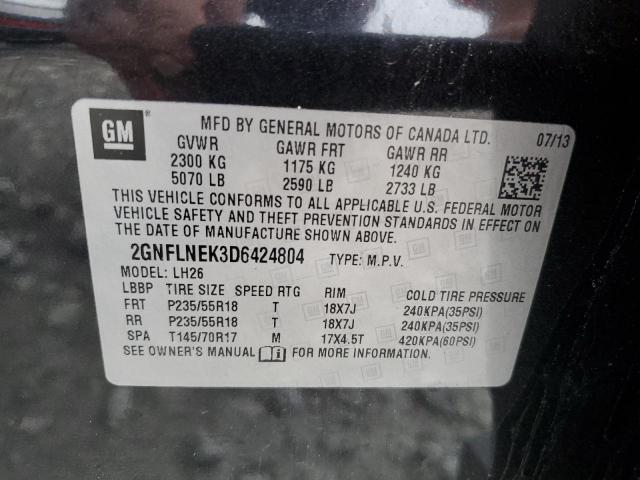 GM ®
MFD BY GENERAL MOTORS OF CANADA LTD. 07/13
GVWR GAWR FRT GAWR RR
2300 KG 1175 KG 1240 KG
5070 LB 2590 LB 2733 LB
THIS VEHICLE CONFORMS TO ALL APPLICABLE U.S. FEDERAL MOTOR
VEHICLE SAFETY AND THEFT PREVENTION STANDARDS IN EFFECT ON
THE DATE OF MANUFACTURE SHOWN ABOVE.
2GNFLNEK3D6424804 TYPE: M.P.V.
MODEL: LH26
LBBP TIRE SIZE SPEED RTG RIM COLD TIRE PRESSURE
FRT P235/55R18 T 18X7J 240KPA(35PSI)
RR P235/55R18 T 18X7J 240KPA(35PSI)
SPA T145/70R17 M 17X4.5T 420KPA(60PSI)
SEE OWNER'S MANUAL FOR MORE INFORMATION.